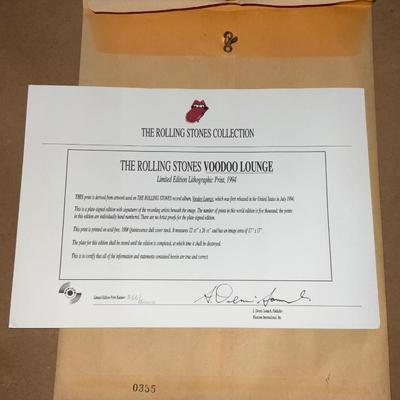 THE ROLLING STONES COLLECTION
THE ROLLING STONES VOODOO LOUNGE
Limited Edition Lithographic Print, 1994
THIS print is derived from artwork used on THE ROLLING STONES record album, Voodoo Lounge, which was first released in the United States in July 1994.
This is a plate-signed edition with signatures of the recording artists beneath the image. The number of prints in this world edition is five thousand; the prints
in this edition are individually hand numbered. There are no Artist proofs for the plate-signed edition.
This print is printed on acid-free, 100# Quintessence dull cover stock. It measures 22 ½" x 28 ½" and has an area of 17" x 17".
The plate for this edition shall be stored until the edition is completed, at which time it shall be destroyed.
This is to certify that all of the information and statements contained herein are true and correct.
Limited Edition Print Number:
Publisher
International, Inc.
0355